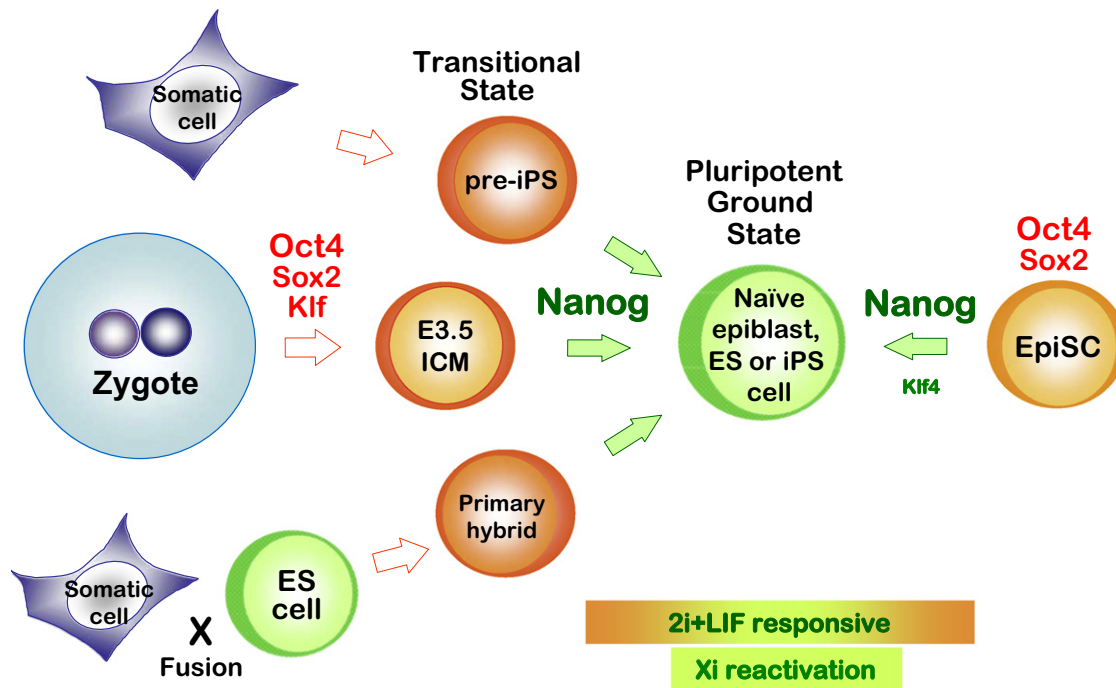 Somatic
cell
Transitional
State
pre-iPS
Pluripotent
Ground
State
Oct4
Sox2
Klf
Zygote
E3.5
ICM
Nanog
Naïve
epiblast,
ES or iPS
cell
Nanog
Klf4
Oct4
Sox2
EpiSC
Primary
hybrid
Somatic
cell
X
Fusion
ES
cell
2i+LIF responsive
Xi reactivation